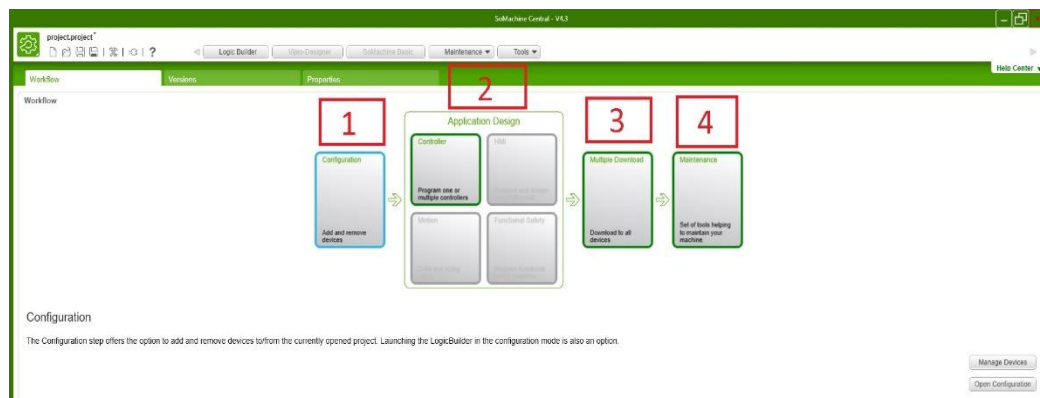 SoMachine Central - V4.3
project.project*
Logic Builder Vijeo-Designer SoMachine Basic Maintenance Tools
Help Center
Workflow Versions Properties
Workflow
1 2 3 4
Application Design
Configuration Controller HMI Multiple Download Maintenance
Program one or
multiple controllers
Motion Functional Safety
Add and remove
devices
Download to all
devices
Set of tools helping
to maintain your
machine.
Configuration
The Configuration step offers the option to add and remove devices to/from the currently opened project. Launching the LogicBuilder in the configuration mode is also an option.
Manage Devices
Open Configuration